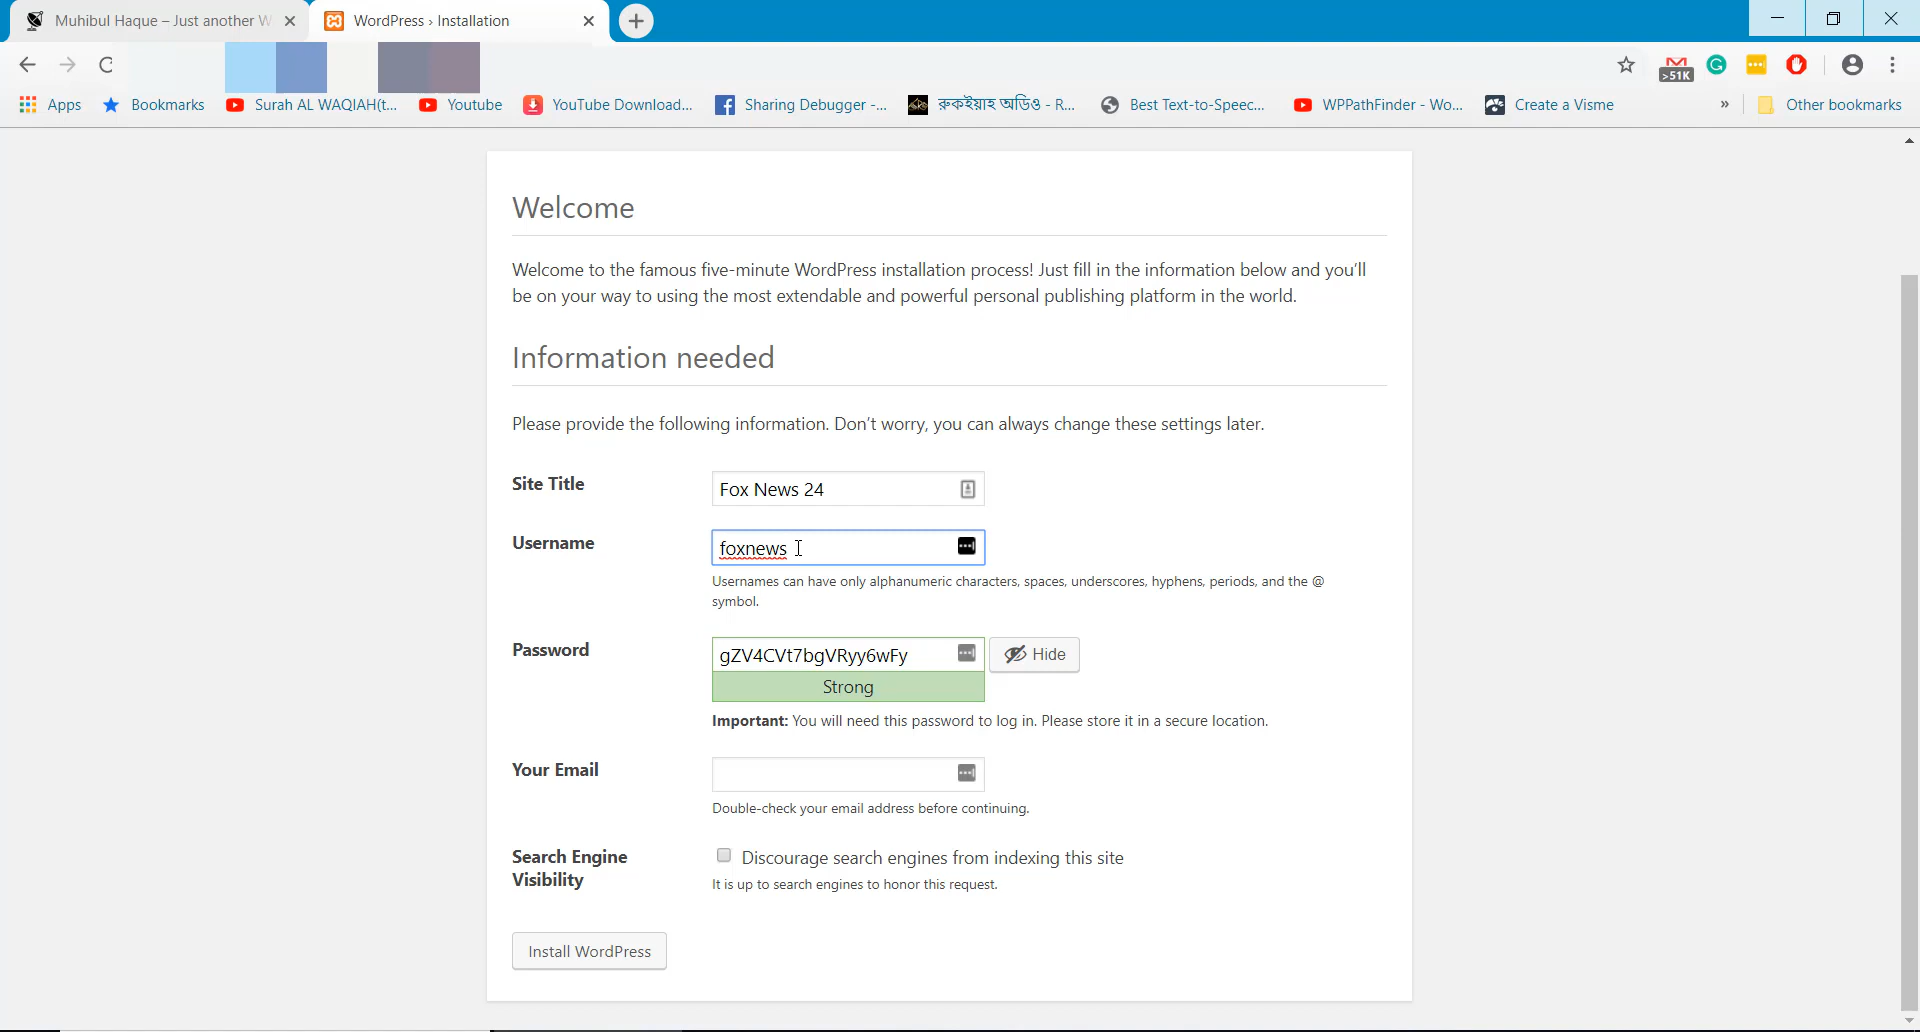 Muhibul Haque – Just another W
WordPress › Installation
>51K
Apps
Bookmarks
Surah AL WAQIAH(t...
Youtube
YouTube Download...
Sharing Debugger -...
রুকইয়াহ অডিও - R...
Best Text-to-Speec...
WPPathFinder - Wo...
Create a Visme
»
Other bookmarks
Welcome
Welcome to the famous five-minute WordPress installation process! Just fill in the information below and you’ll
be on your way to using the most extendable and powerful personal publishing platform in the world.
Information needed
Please provide the following information. Don’t worry, you can always change these settings later.
Site Title
Fox News 24
Username
foxnews
Usernames can have only alphanumeric characters, spaces, underscores, hyphens, periods, and the @
symbol.
Password
gZV4CVt7bgVRyy6wFy
Hide
Strong
Important: You will need this password to log in. Please store it in a secure location.
Your Email
Double-check your email address before continuing.
Search Engine
Visibility
Discourage search engines from indexing this site
It is up to search engines to honor this request.
Install WordPress